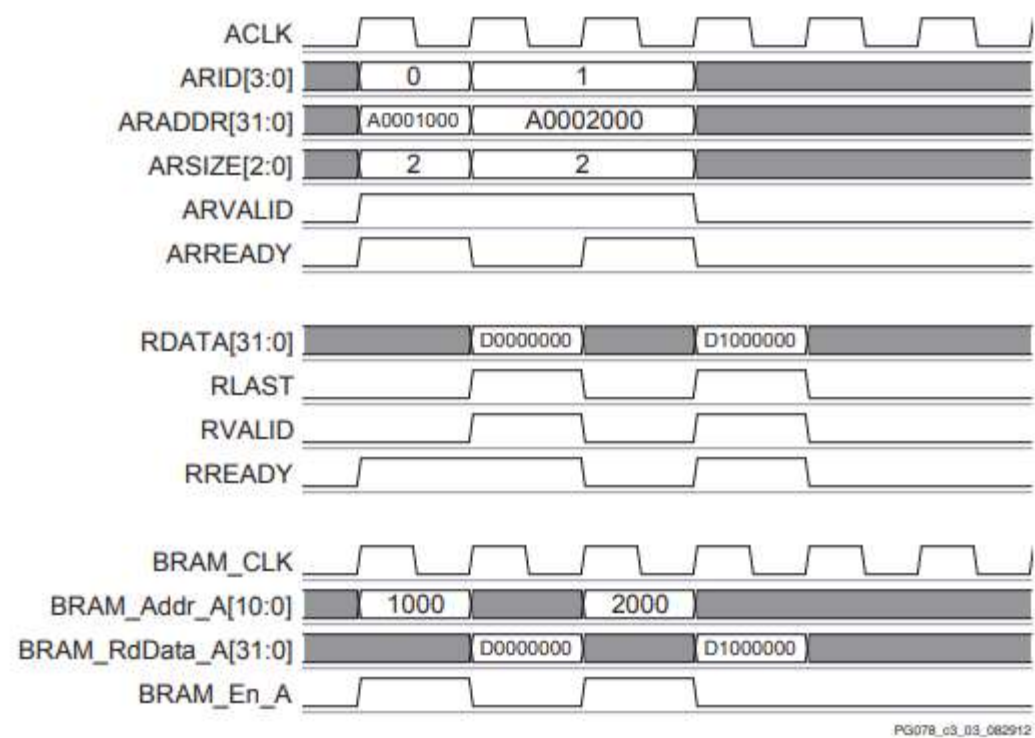 ACLK
ARID[3:0] 0 1
ARADDR[31:0] A0001000 A0002000
ARSIZE[2:0] 2 2
ARVALID
ARREADY
RDATA[31:0] D0000000 D1000000
RLAST
RVALID
RREADY
BRAM_CLK
BRAM_Addr_A[10:0] 1000 2000
BRAM_RdData_A[31:0] D0000000 D1000000
BRAM_En_A
PG078_c3_03_082912